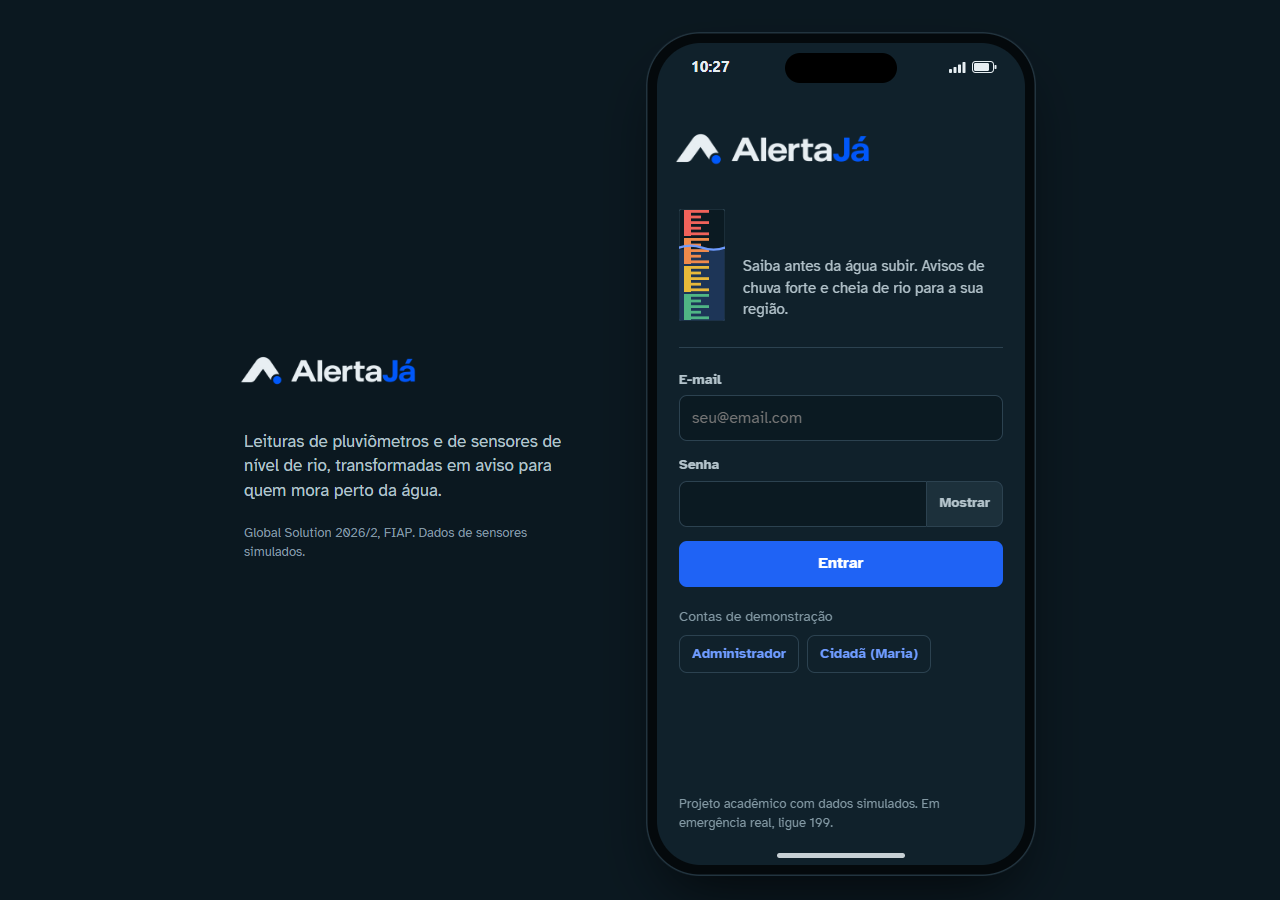 AlertaJá
Leituras de pluviômetros e de sensores de
nível de rio, transformadas em aviso para
quem mora perto da água.
Global Solution 2026/2, FIAP. Dados de sensores
simulados.
10:27
AlertaJá
Saiba antes da água subir. Avisos de
chuva forte e cheia de rio para a sua
região.
E-mail
seu@email.com
Senha
Mostrar
Entrar
Contas de demonstração
Administrador
Cidadã (Maria)
Projeto acadêmico com dados simulados. Em
emergência real, ligue 199.